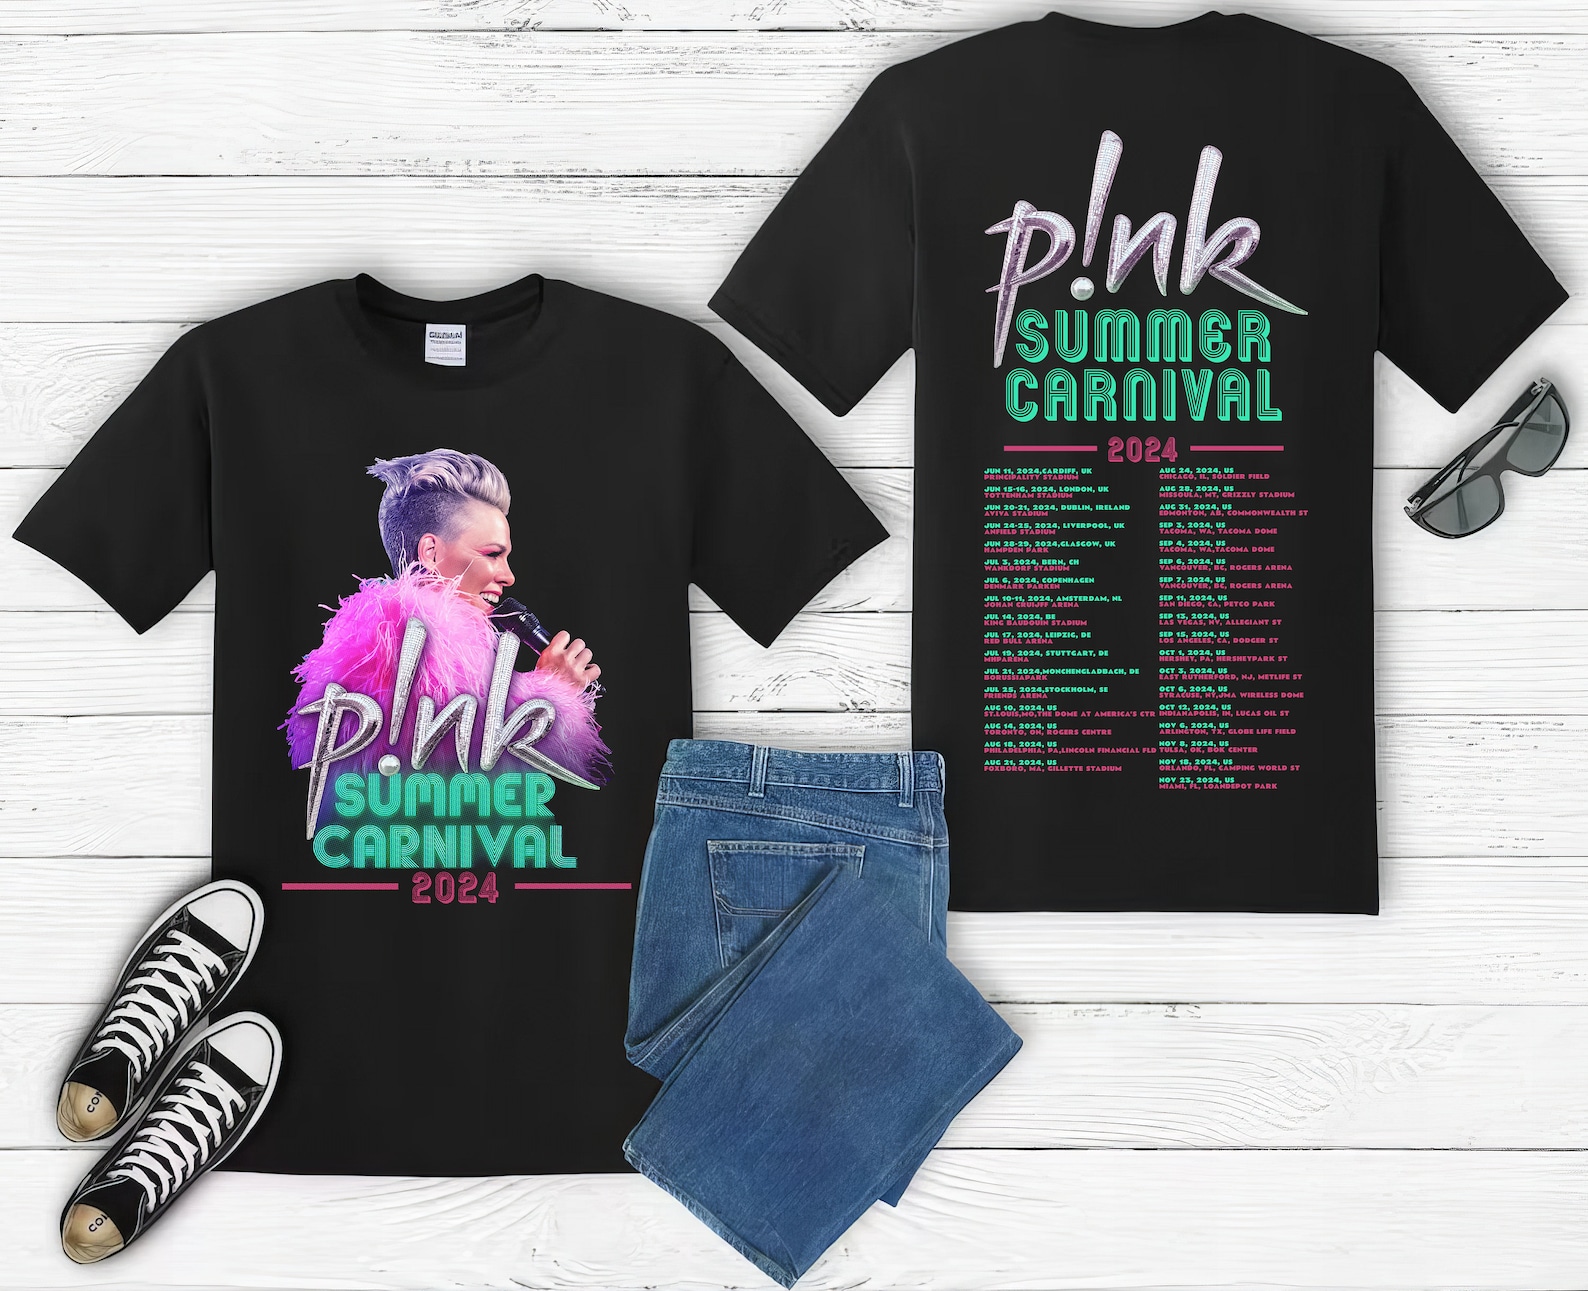 GILDAN
p!nk
SUMMER
CARNIVAL
2024
CON
CON
p!nk
SUMMER
CARNIVAL
2024
JUN 11, 2024,CARDIFF, UK
PRINCIPALITY STADIUM
JUN 15-16, 2024, LONDON, UK
TOTTENHAM STADIUM
JUN 20-21, 2024, DUBLIN, IRELAND
AVIVA STADIUM
JUN 24-25, 2024, LIVERPOOL, UK
ANFIELD STADIUM
JUN 28-29, 2024,GLASGOW, UK
HAMPDEN PARK
JUL 3, 2024, BERN, CH
WANKDORF STADIUM
JUL 6, 2024, COPENHAGEN
DENMARK PARKEN
JUL 10-11, 2024, AMSTERDAM, NL
JOHAN CRUIJFF ARENA
JUL 14, 2024, BE
KING BAUDOUIN STADIUM
JUL 17, 2024, LEIPZIG, DE
RED BULL ARENA
JUL 19, 2024, STUTTGART, DE
MHPARENA
JUL 21, 2024,MONCHENGLADBACH, DE
BORUSSIAPARK
JUL 25, 2024,STOCKHOLM, SE
FRIENDS ARENA
AUG 10, 2024, US
ST.LOUIS,MO,THE DOME AT AMERICA'S CTR
AUG 14, 2024, US
TORONTO, ON, ROGERS CENTRE
AUG 18, 2024, US
PHILADELPHIA, PA,LINCOLN FINANCIAL FLD
AUG 21, 2024, US
FOXBORO, MA, GILLETTE STADIUM
AUG 24, 2024, US
CHICAGO, IL, SOLDIER FIELD
AUG 28, 2024, US
MISSOULA, MT, GRIZZLY STADIUM
AUG 31, 2024, US
EDMONTON, AB, COMMONWEALTH ST
SEP 3, 2024, US
TACOMA, WA, TACOMA DOME
SEP 4, 2024, US
TACOMA, WA,TACOMA DOME
SEP 6, 2024, US
VANCOUVER, BC, ROGERS ARENA
SEP 7, 2024, US
VANCOUVER, BC, ROGERS ARENA
SEP 11, 2024, US
SAN DIEGO, CA, PETCO PARK
SEP 13, 2024, US
LAS VEGAS, NV, ALLEGIANT ST
SEP 15, 2024, US
LOS ANGELES, CA, DODGER ST
OCT 1, 2024, US
HERSHEY, PA, HERSHEYPARK ST
OCT 3, 2024, US
EAST RUTHERFORD, NJ, METLIFE ST
OCT 6, 2024, US
SYRACUSE, NY,JMA WIRELESS DOME
OCT 12, 2024, US
INDIANAPOLIS, IN, LUCAS OIL ST
NOV 6, 2024, US
ARLINGTON, TX, GLOBE LIFE FIELD
NOV 8, 2024, US
TULSA, OK, BOK CENTER
NOV 18, 2024, US
ORLANDO, FL, CAMPING WORLD ST
NOV 23, 2024, US
MIAMI, FL, LOANDEPOT PARK